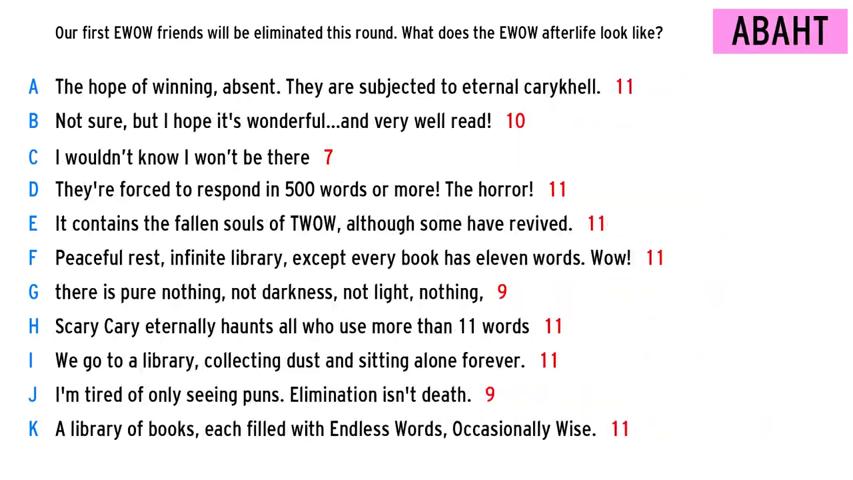 Our first EWOW friends will be eliminated this round. What does the EWOW afterlife look like?
ABAHT
A The hope of winning, absent. They are subjected to eternal carykhell. 11
B Not sure, but I hope it's wonderful...and very well read! 10
C I wouldn’t know I won’t be there 7
D They're forced to respond in 500 words or more! The horror! 11
E It contains the fallen souls of TWOW, although some have revived. 11
F Peaceful rest, infinite library, except every book has eleven words. Wow! 11
G there is pure nothing, not darkness, not light, nothing, 9
H Scary Cary eternally haunts all who use more than 11 words 11
I We go to a library, collecting dust and sitting alone forever. 11
J I'm tired of only seeing puns. Elimination isn't death. 9
K A library of books, each filled with Endless Words, Occasionally Wise. 11